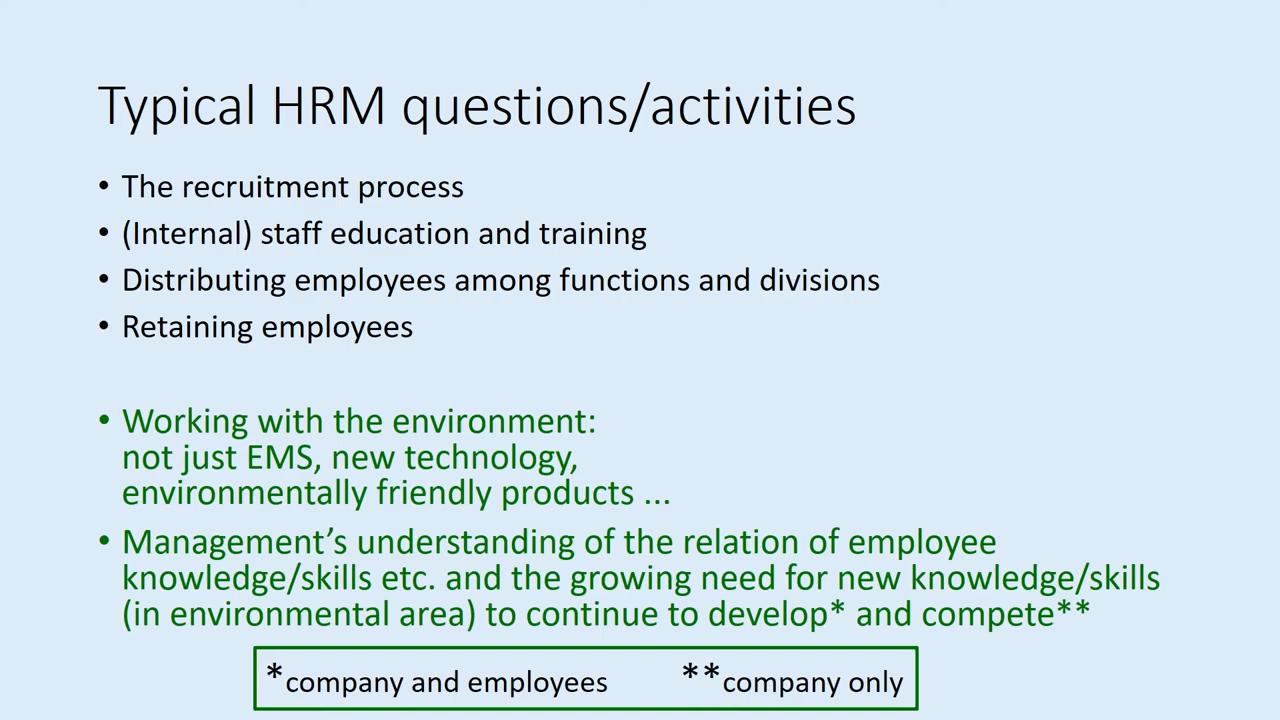 Typical HRM questions/activities
• The recruitment process
• (Internal) staff education and training
• Distributing employees among functions and divisions
• Retaining employees
• Working with the environment:
not just EMS, new technology,
environmentally friendly products ...
• Management’s understanding of the relation of employee
knowledge/skills etc. and the growing need for new knowledge/skills
(in environmental area) to continue to develop* and compete**
*company and employees **company only